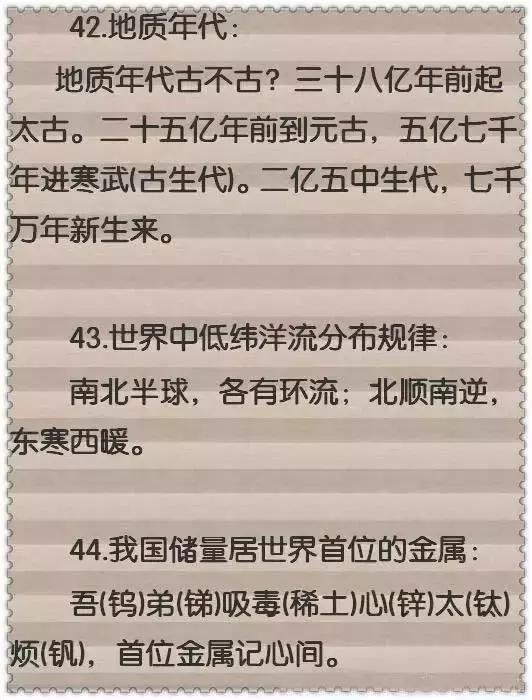 42.地质年代：
地质年代古不古？三十八亿年前起
太古。二十五亿年前到元古，五亿七千
年进寒武(古生代)。二亿五中生代，七千
万年新生来。
43.世界中低纬洋流分布规律：
南北半球，各有环流；北顺南逆，
东寒西暖。
44.我国储量居世界首位的金属：
吾(钨)弟(锑)吸毒(稀土)心(锌)太(钛)
烦(钒)，首位金属记心间。